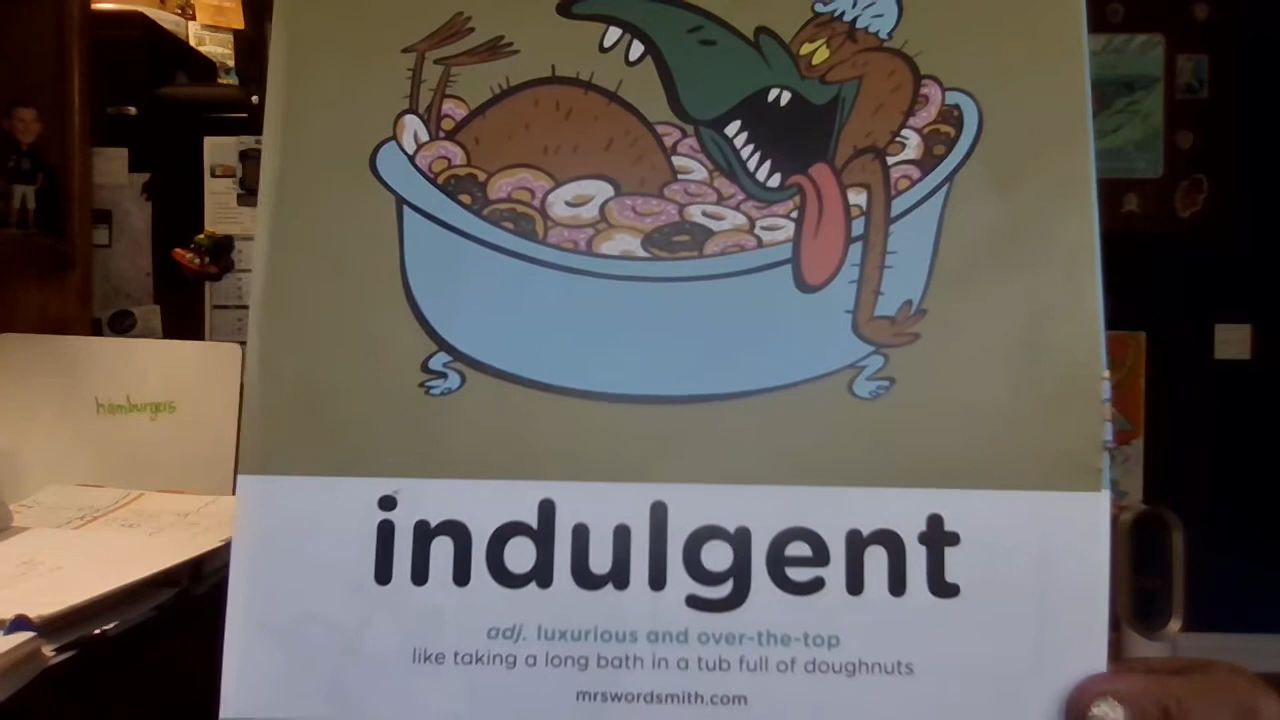 hamburgers
indulgent
adj. luxurious and over-the-top
like taking a long bath in a tub full of doughnuts
mrswordsmith.com